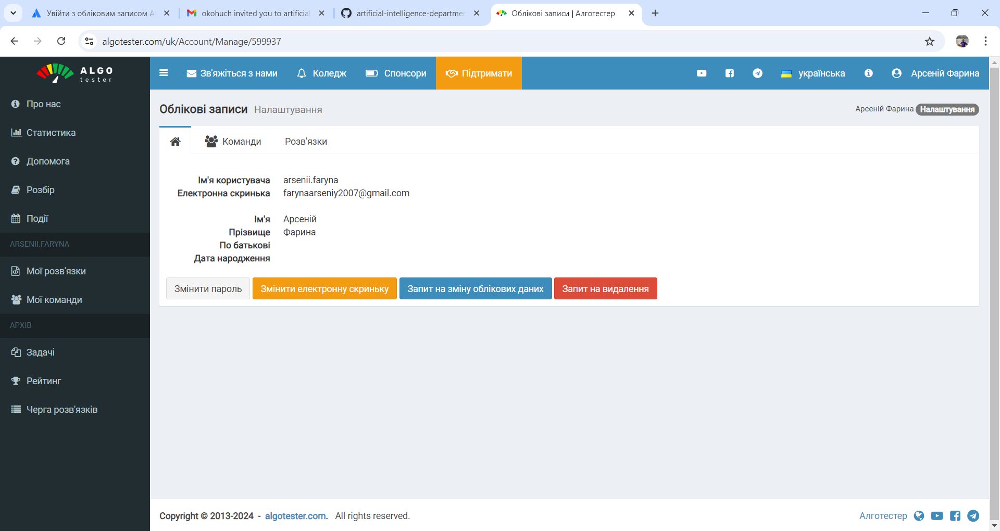 Увійти з обліковим записом A
okohuch invited you to artificial
artificial-intelligence-departmen
Облікові записи | Алготестер
algotester.com/uk/Account/Manage/599937
ALGO
tester
Зв'яжіться з нами
Коледж
Спонсори
Підтримати
українська
Арсеній Фарина
Про нас
Статистика
Допомога
Розбір
Події
ARSENII.FARYNA
Мої розв'язки
Мої команди
АРХІВ
Задачі
Рейтинг
Черга розв'язків
Облікові записи Налаштування
Арсеній Фарина Налаштування
Команди
Розв'язки
Ім'я користувача arsenii.faryna
Електронна скринька farynaarseniy2007@gmail.com
Ім'я Арсеній
Прізвище Фарина
По батькові
Дата народження
Змінити пароль
Змінити електронну скриньку
Запит на зміну облікових даних
Запит на видалення
Copyright © 2013-2024 - algotester.com. All rights reserved.
Алготестер